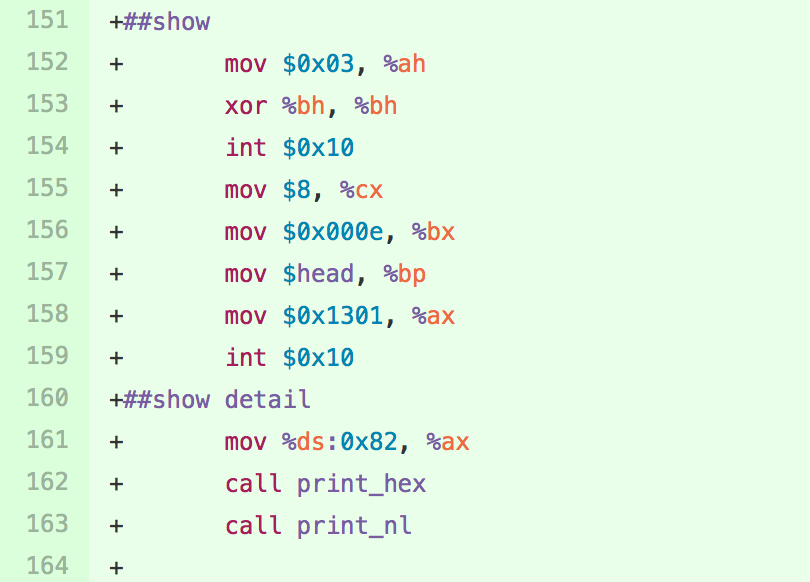 151 +##show
152 +       mov $0x03, %ah
153 +       xor %bh, %bh
154 +       int $0x10
155 +       mov $8, %cx
156 +       mov $0x000e, %bx
157 +       mov $head, %bp
158 +       mov $0x1301, %ax
159 +       int $0x10
160 +##show detail
161 +       mov %ds:0x82, %ax
162 +       call print_hex
163 +       call print_nl
164 +